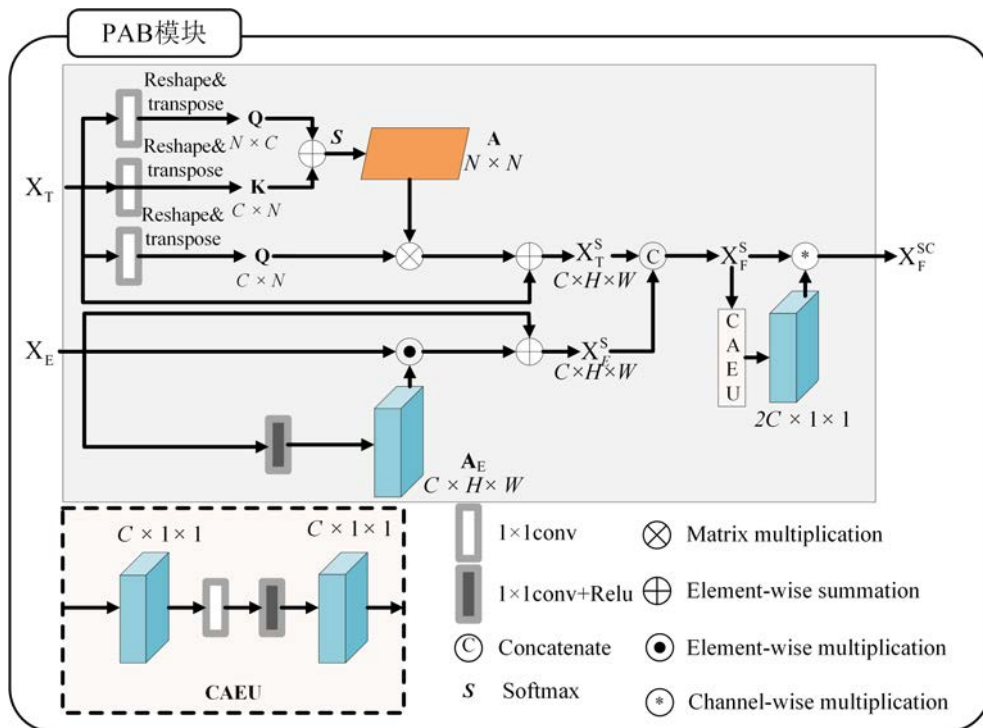 PAB模块
Reshape&
transpose
Q
N × C
S
A
N × N
Reshape&
transpose
X_T
K
C × N
Reshape&
transpose
Q
C × N
X_T^S
C×H×W
C
X_F^S
*
X_F^SC
X_E
X_E^S
C×H×W
C
A
E
U
2C × 1 × 1
A_E
C × H × W
C × 1 × 1
C × 1 × 1
CAEU
1×1conv
1×1conv+Relu
C Concatenate
S Softmax
Matrix multiplication
Element-wise summation
Element-wise multiplication
* Channel-wise multiplication